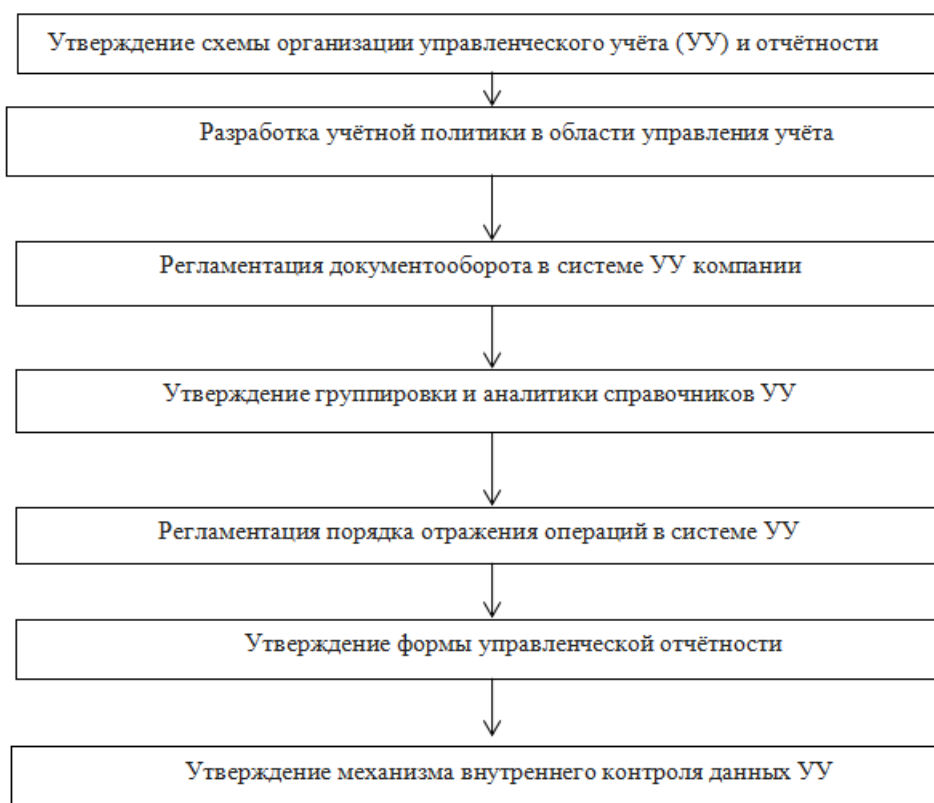 Утверждение схемы организации управленческого учёта (УУ) и отчётности
Разработка учётной политики в области управления учёта
Регламентация документооборота в системе УУ компании
Утверждение группировки и аналитики справочников УУ
Регламентация порядка отражения операций в системе УУ
Утверждение формы управленческой отчётности
Утверждение механизма внутреннего контроля данных УУ